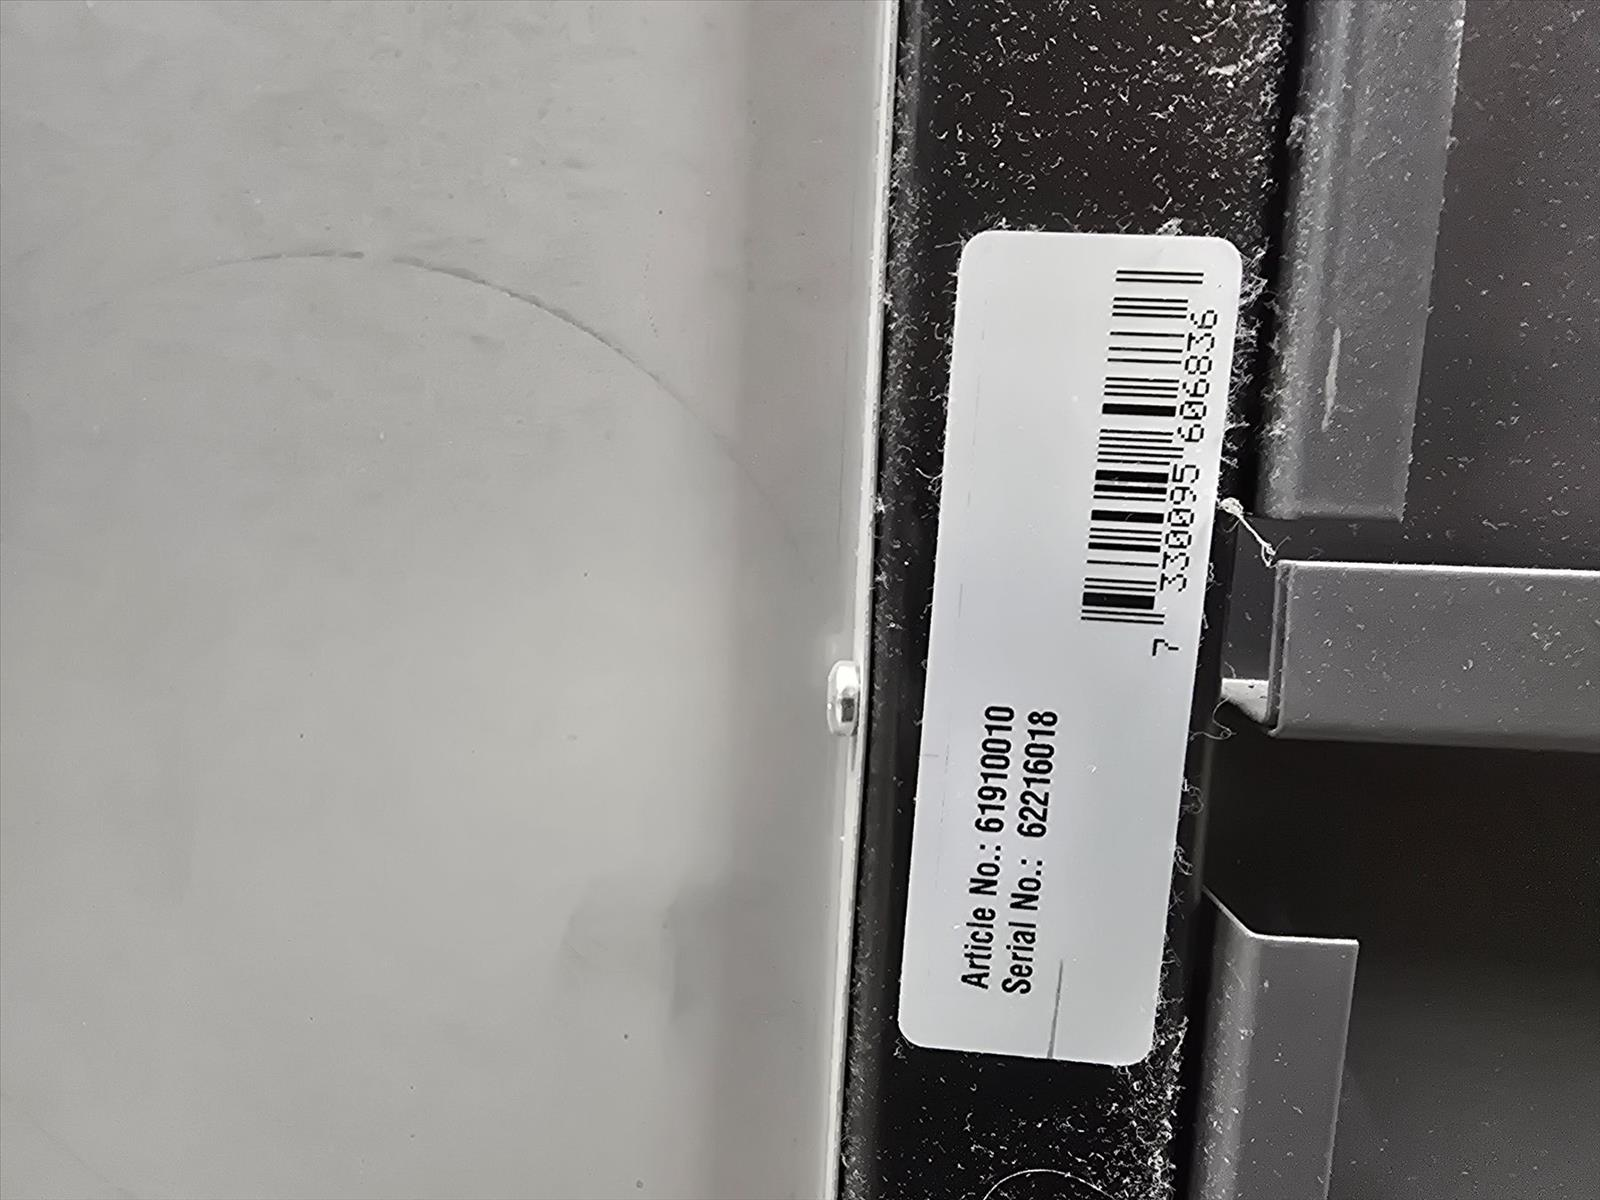 Article No.: 61910010
Serial No.: 62216018
7 330095 606836